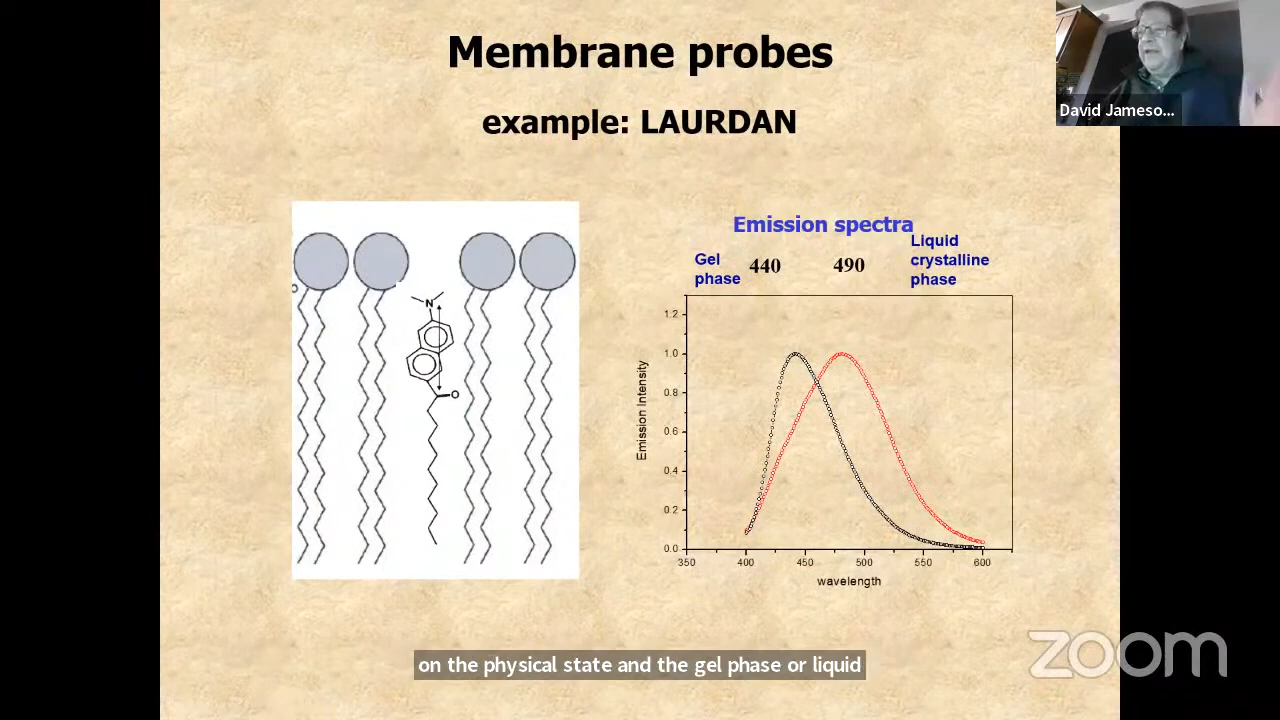 Membrane probes
example: LAURDAN
David Jameso...
Emission spectra
Gel
phase
440
490
Liquid
crystalline
phase
N
O
1.2
1.0
0.8
0.6
0.4
0.2
0.0
Emission Intensity
350 400 450 500 550 600
wavelength
zoom
on the physical state and the gel phase or liquid